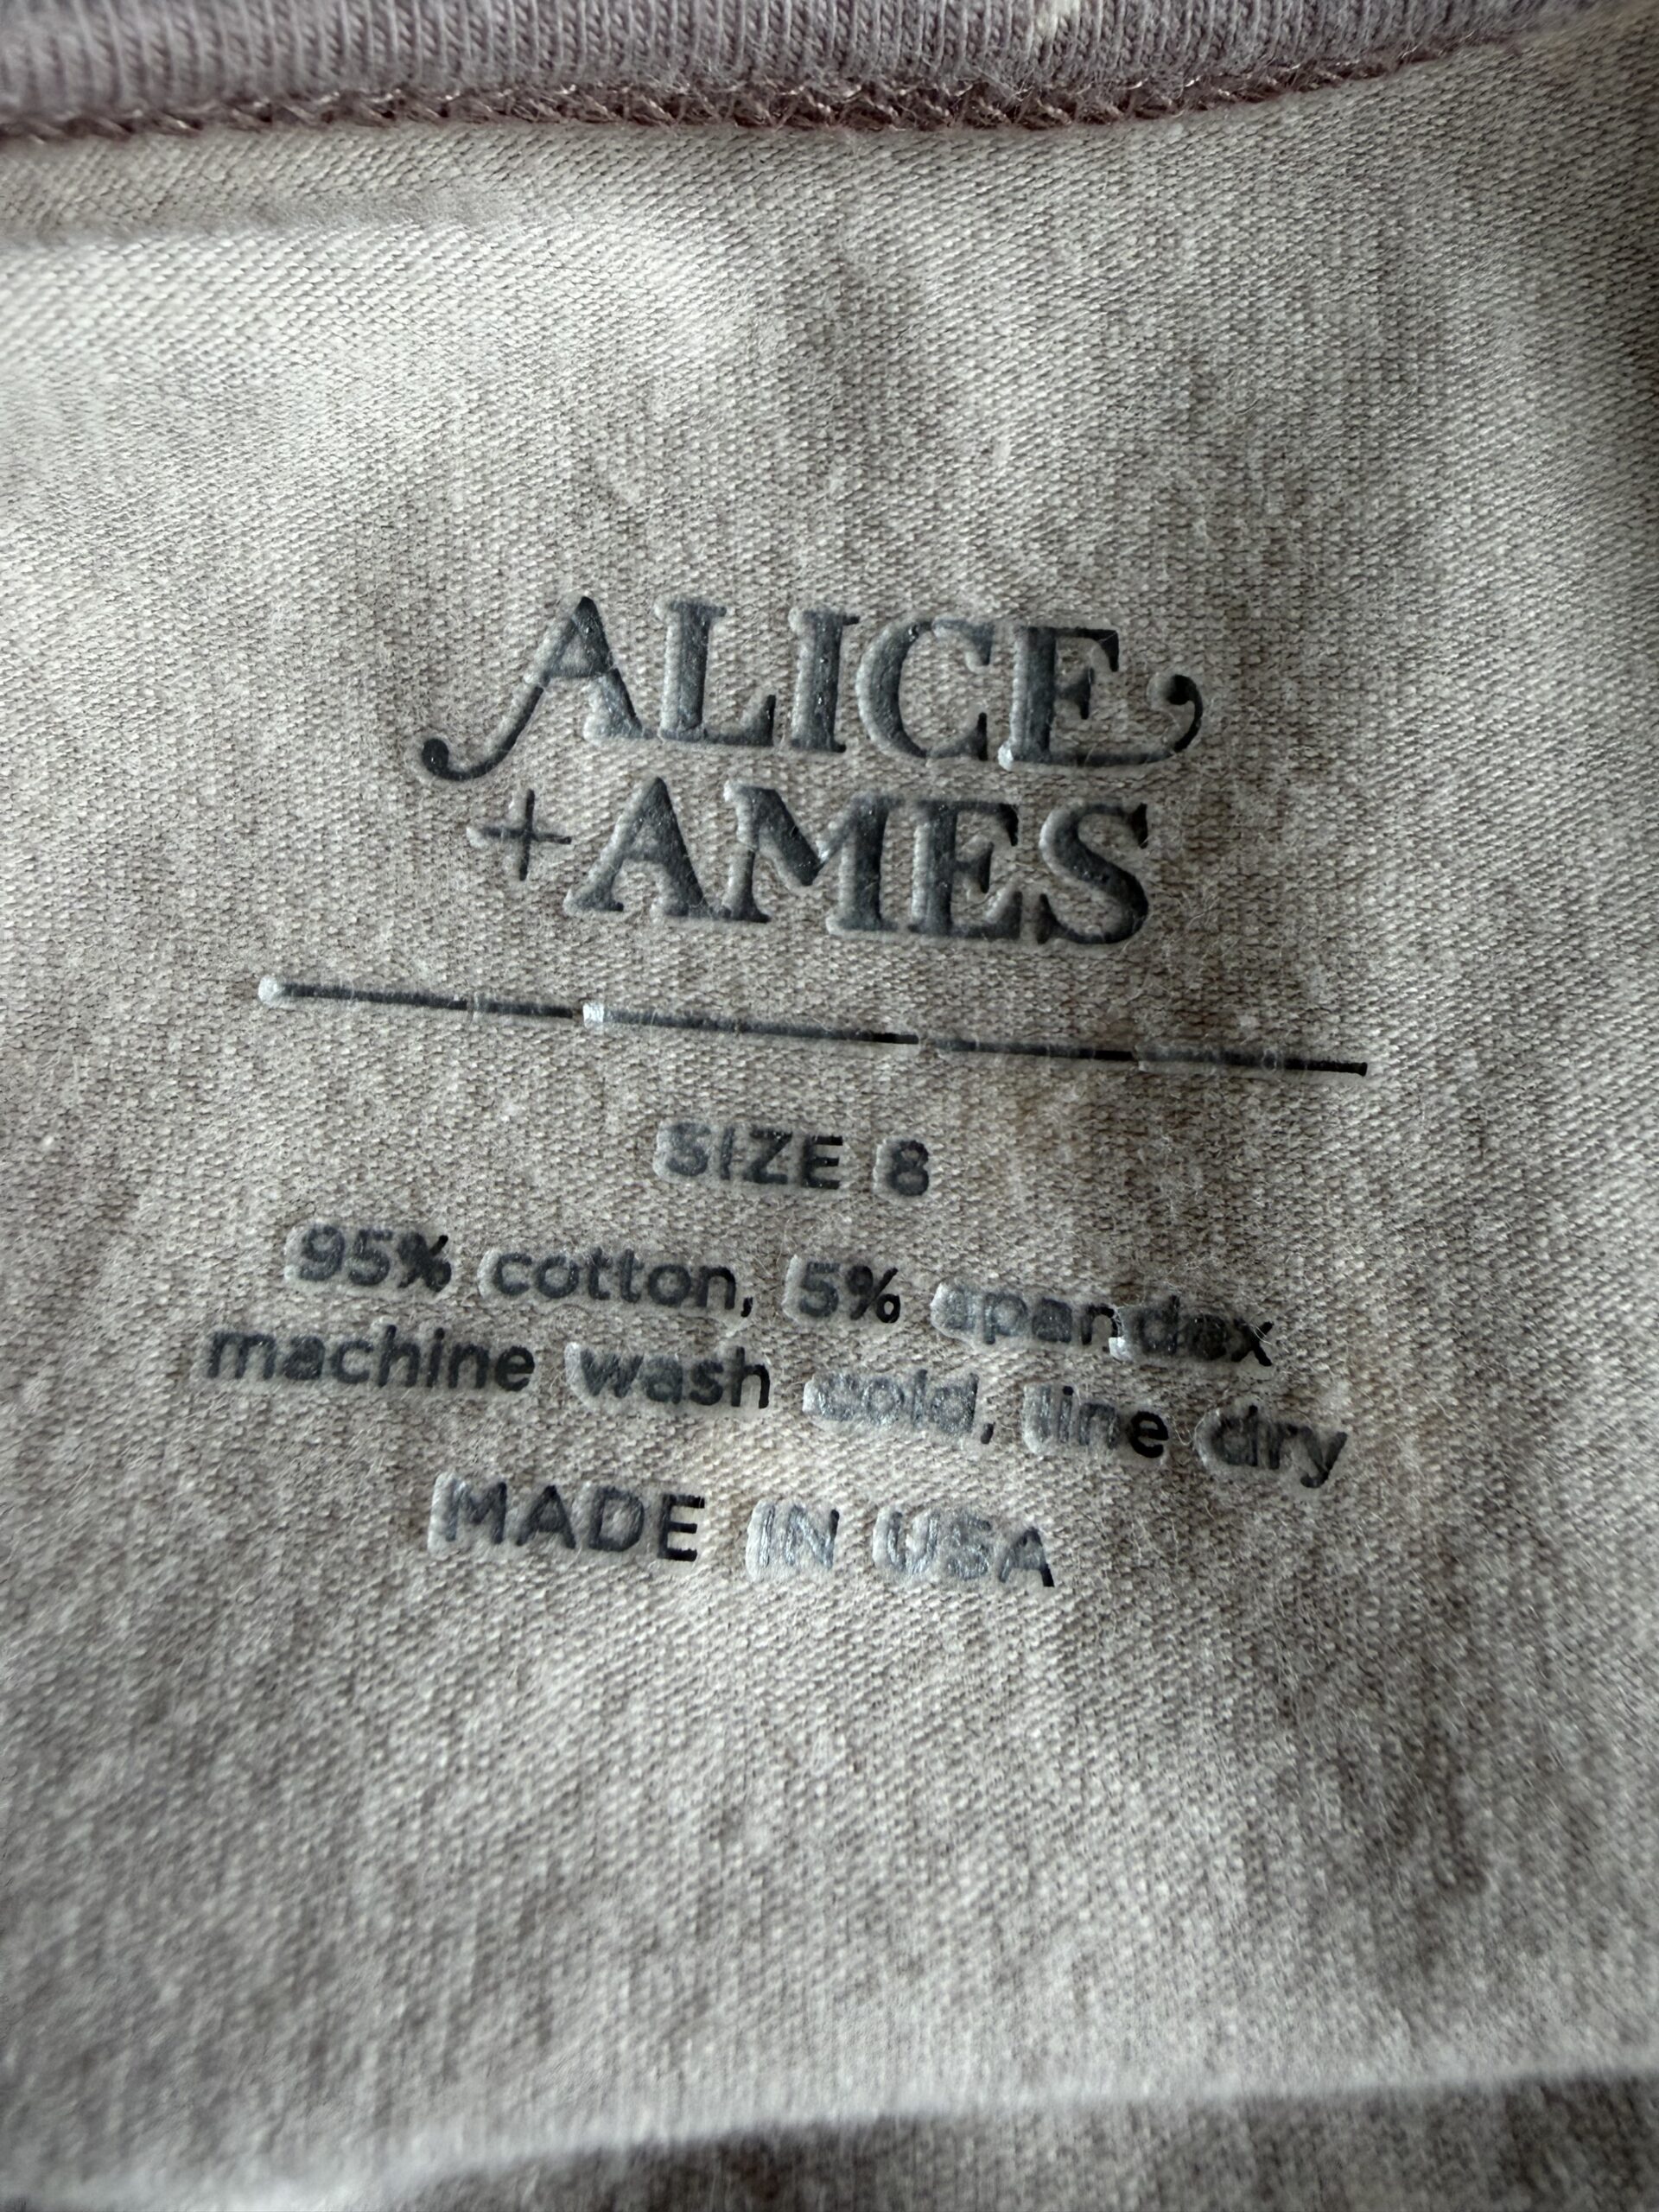 ALICE
+AMES
SIZE 8
95% cotton, 5% spandex
machine wash cold, line dry
MADE IN USA